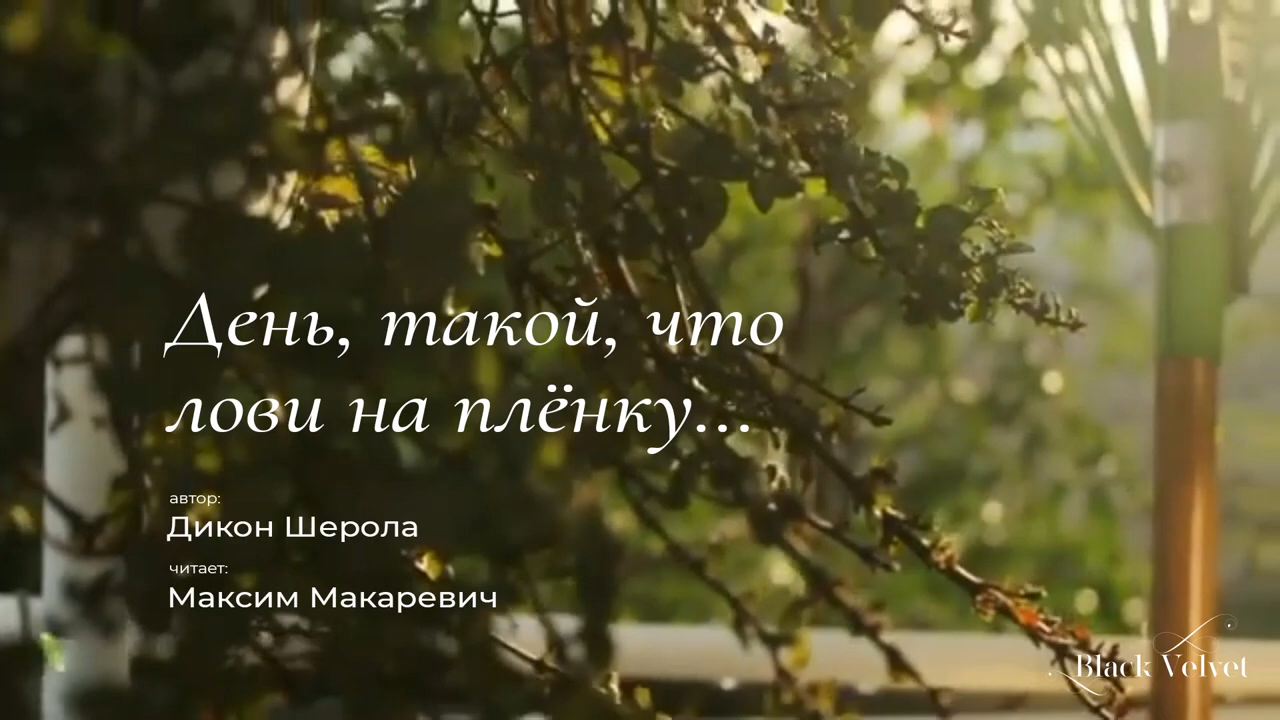 День, такой, что
лови на плёнку...
автор:
Дикон Шерола
читает:
Максим Макаревич
Black Velvet